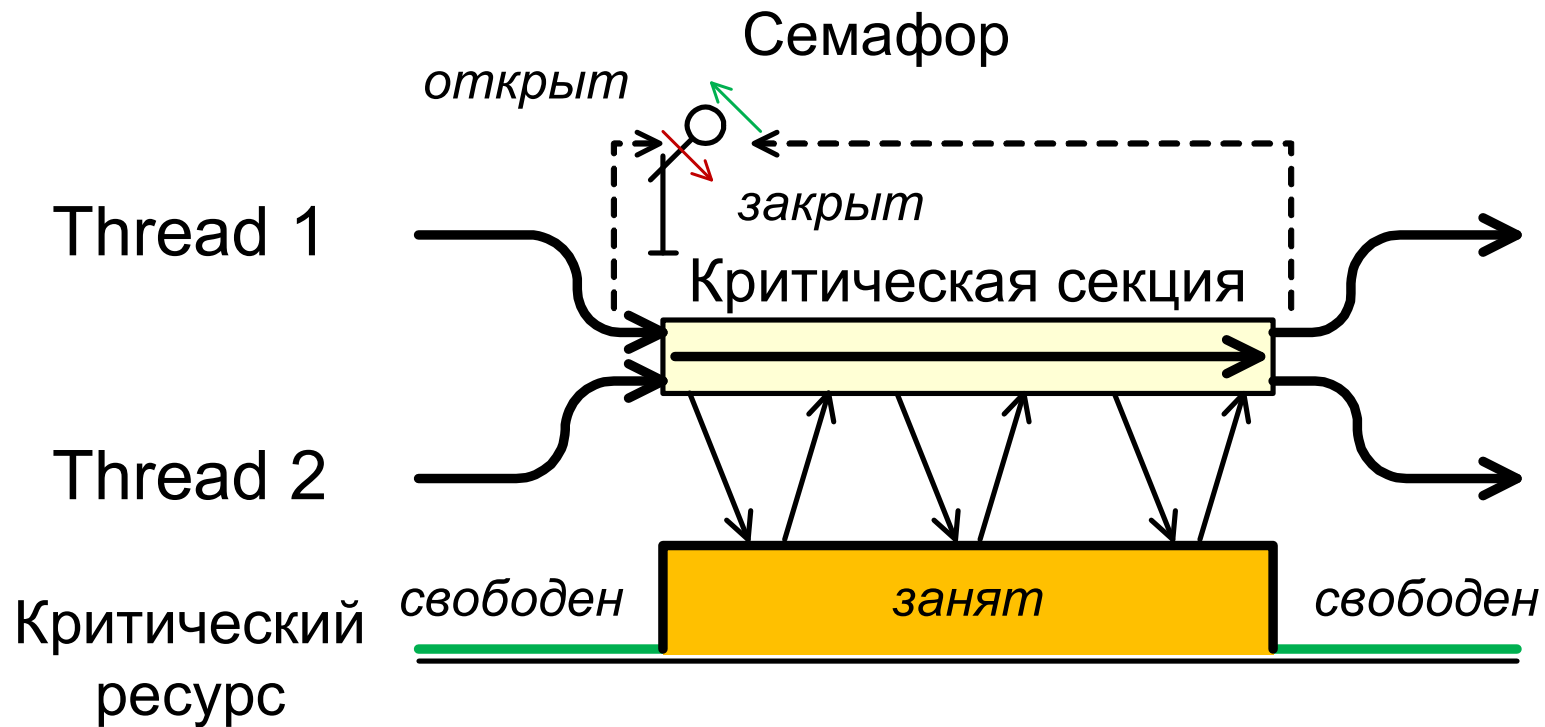 Семафор
открыт
закрыт
Thread 1
Критическая секция
Thread 2
свободен
занят
свободен
Критический
ресурс